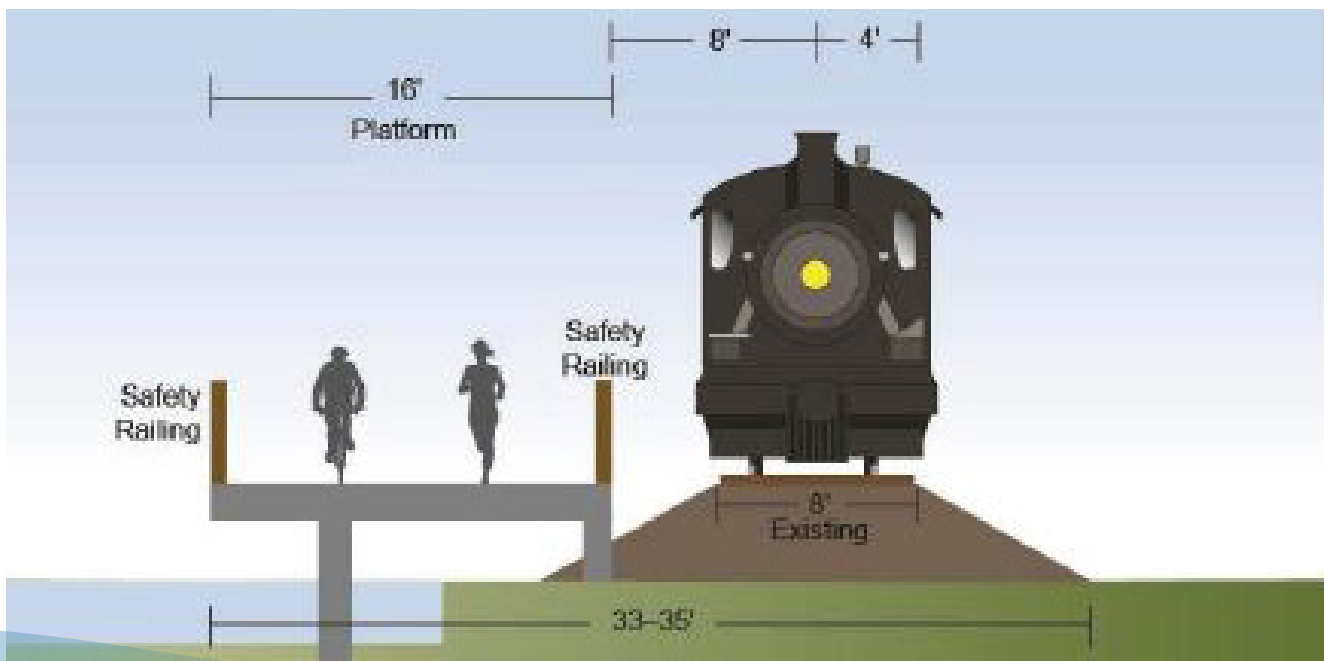 8' 4'
16'
Platform
Safety
Railing
Safety
Railing
8'
Existing
33–35'